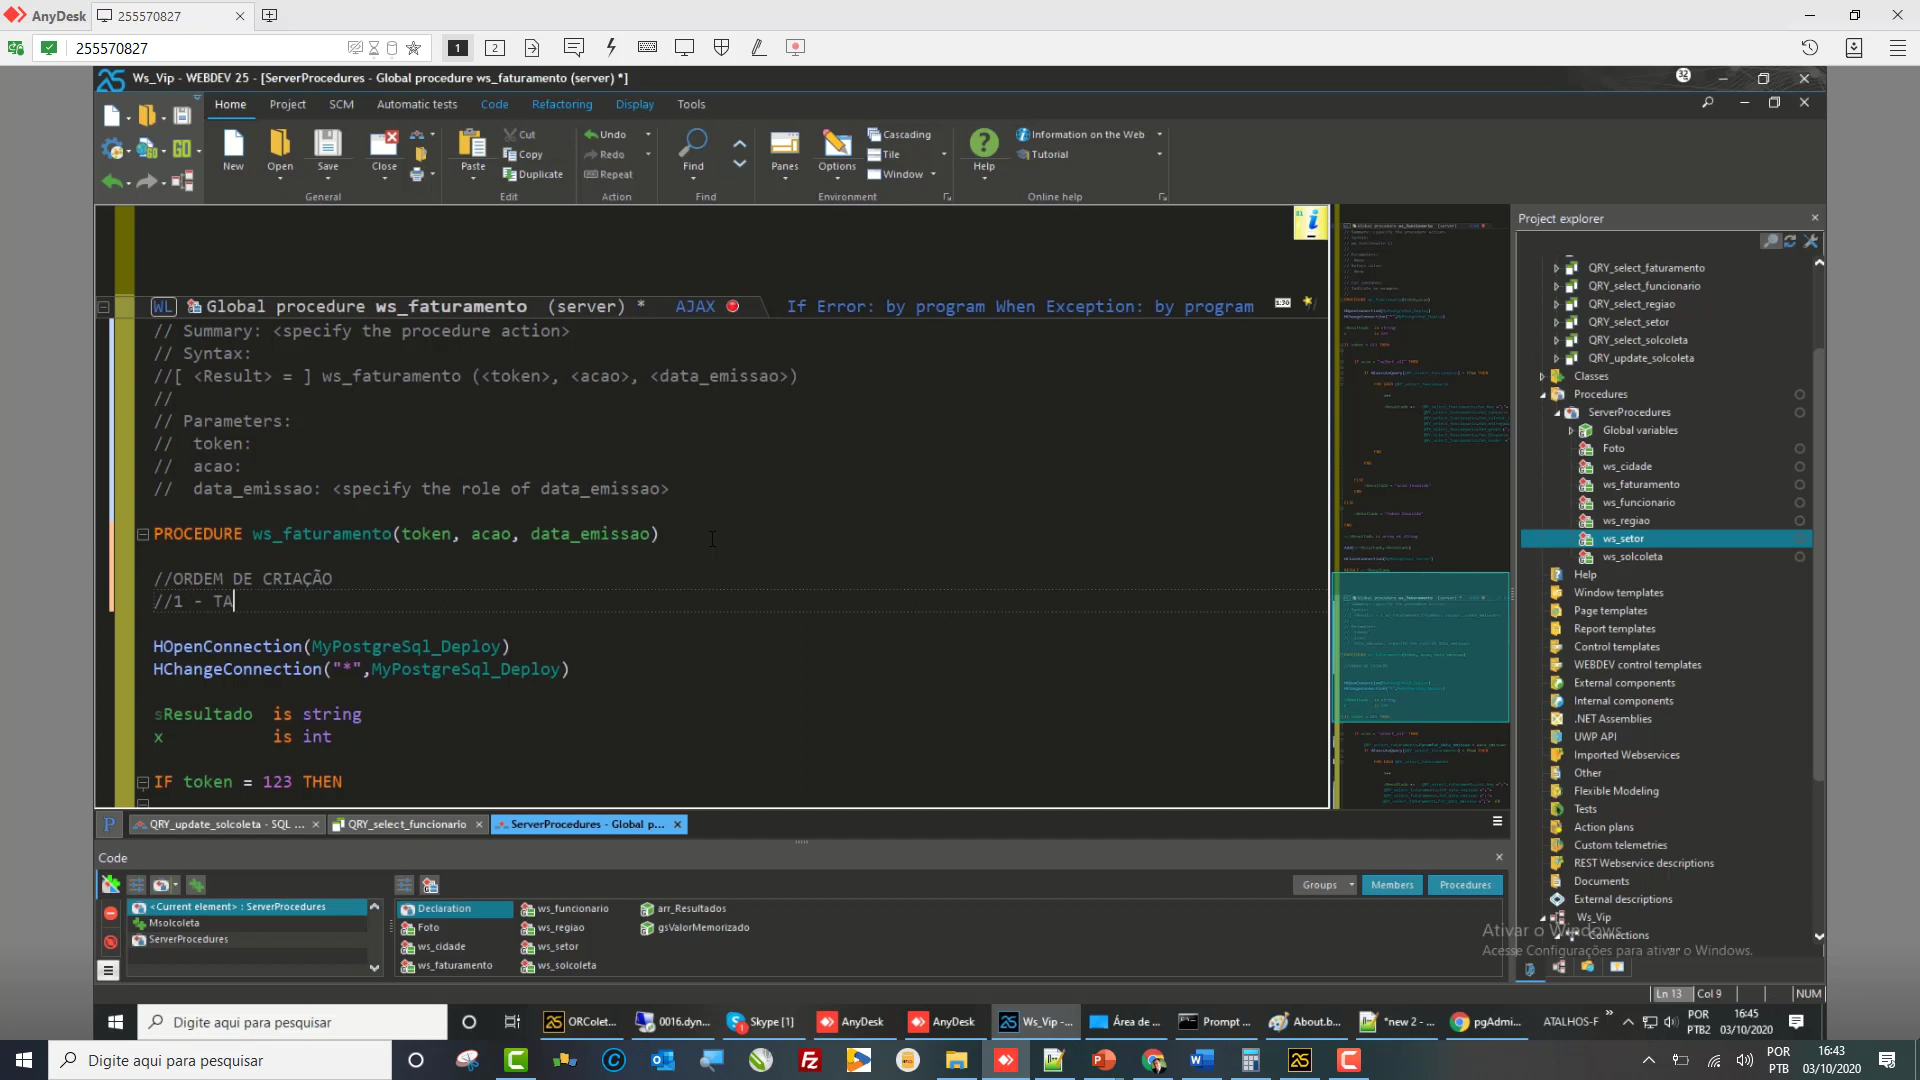 AnyDesk 255570827
255570827 1 2
Ws_Vip - WEBDEV 25 - [ServerProcedures - Global procedure ws_faturamento (server) *] 32
Home Project SCM Automatic tests Code Refactoring Display Tools
GO
New Open Save Close Paste Cut Copy Duplicate Undo Redo Repeat Find Panes Options Cascading Tile Window Help Information on the Web Tutorial
General Edit Action Find Environment Online help
WL Global procedure ws_faturamento (server) * AJAX If Error: by program When Exception: by program 1:30
// Summary: <specify the procedure action>
// Syntax:
//[ <Result> = ] ws_faturamento (<token>, <acao>, <data_emissao>)
//
// Parameters:
// token:
// acao:
// data_emissao: <specify the role of data_emissao>
PROCEDURE ws_faturamento(token, acao, data_emissao)
//ORDEM DE CRIAÇÃO
//1 - TA
HOpenConnection(MyPostgreSql_Deploy)
HChangeConnection("*",MyPostgreSql_Deploy)
sResultado is string
x is int
IF token = 123 THEN
Project explorer
QRY_select_faturamento
QRY_select_funcionario
QRY_select_regiao
QRY_select_setor
QRY_select_solcoleta
QRY_update_solcoleta
Classes
Procedures
ServerProcedures
Global variables
Foto
ws_cidade
ws_faturamento
ws_funcionario
ws_regiao
ws_setor
ws_solcoleta
Help
Window templates
Page templates
Report templates
Control templates
WEBDEV control templates
External components
Internal components
.NET Assemblies
UWP API
Imported Webservices
Other
Flexible Modeling
Tests
Action plans
Custom telemetries
REST Webservice descriptions
Documents
External descriptions
Ws_Vip
Connections
Ativar o Windows
Acesse Configurações para ativar o Windows.
P QRY_update_solcoleta - SQL ... QRY_select_funcionario ServerProcedures - Global p...
Code
Groups Members Procedures
<Current element> : ServerProcedures
Msolcoleta
ServerProcedures
Declaration ws_funcionario arr_Resultados
Foto ws_regiao gsValorMemorizado
ws_cidade ws_setor
ws_faturamento ws_solcoleta
Ln 13 Col 9 NUM
Digite aqui para pesquisar ORColet... 0016.dyn... Skype [1] AnyDesk AnyDesk Ws_Vip -... Área de ... Prompt ... About.b... *new 2 - ... pgAdmi... ATALHOS-F POR PTB2 16:45 03/10/2020
Digite aqui para pesquisar POR PTB 16:43 03/10/2020